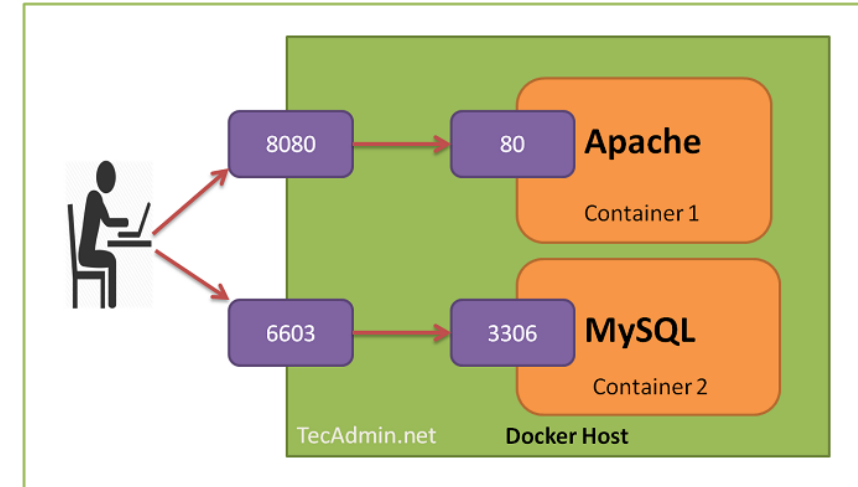 8080
80
Apache
Container 1
6603
3306
MySQL
Container 2
TecAdmin.net
Docker Host